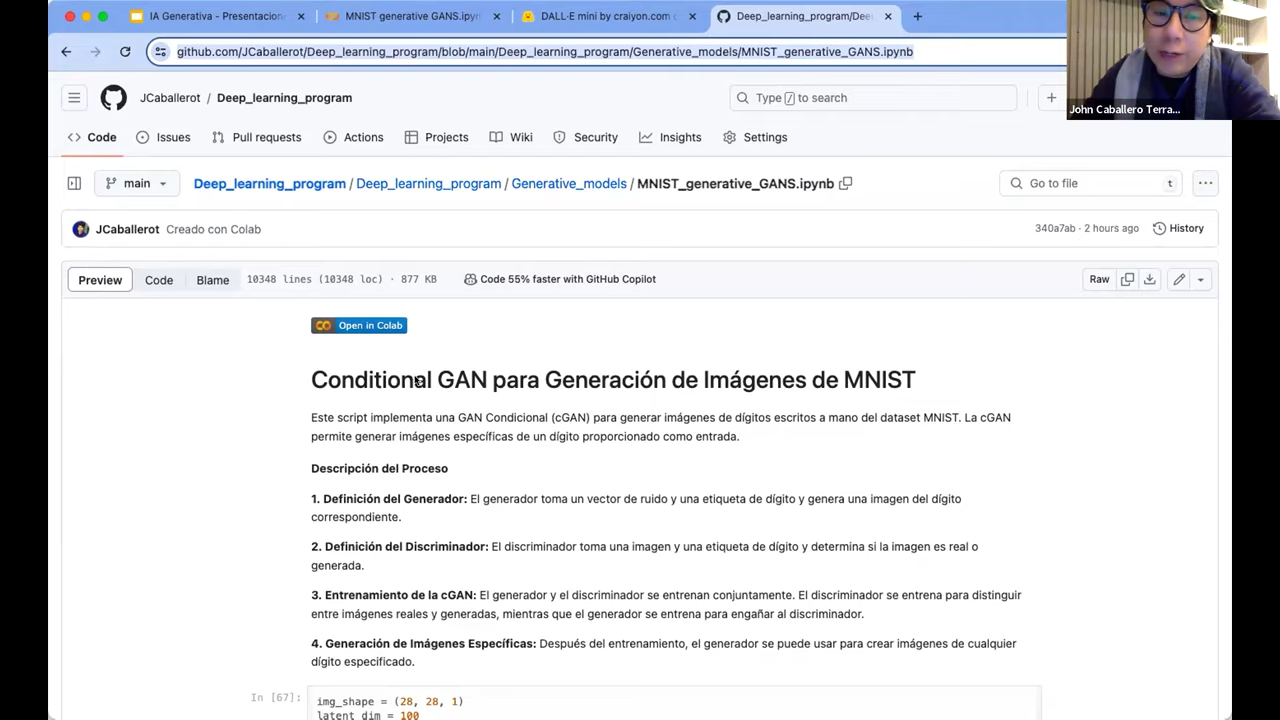 IA Generativa - Presentacion
MNIST generative GANS.ipynb
DALL·E mini by craiyon.com
Deep_learning_program/Dee
github.com/JCaballerot/Deep_learning_program/blob/main/Deep_learning_program/Generative_models/MNIST_generative_GANS.ipynb
JCaballerot / Deep_learning_program
Type / to search
John Caballero Terra...
Code Issues Pull requests Actions Projects Wiki Security Insights Settings
main
Deep_learning_program / Deep_learning_program / Generative_models / MNIST_generative_GANS.ipynb
Go to file t
JCaballerot Creado con Colab
340a7ab · 2 hours ago History
Preview Code Blame 10348 lines (10348 loc) · 877 KB Code 55% faster with GitHub Copilot Raw
CO Open in Colab
Conditional GAN para Generación de Imágenes de MNIST
Este script implementa una GAN Condicional (cGAN) para generar imágenes de dígitos escritos a mano del dataset MNIST. La cGAN
permite generar imágenes específicas de un dígito proporcionado como entrada.
Descripción del Proceso
1. Definición del Generador: El generador toma un vector de ruido y una etiqueta de dígito y genera una imagen del dígito
correspondiente.
2. Definición del Discriminador: El discriminador toma una imagen y una etiqueta de dígito y determina si la imagen es real o
generada.
3. Entrenamiento de la cGAN: El generador y el discriminador se entrenan conjuntamente. El discriminador se entrena para distinguir
entre imágenes reales y generadas, mientras que el generador se entrena para engañar al discriminador.
4. Generación de Imágenes Específicas: Después del entrenamiento, el generador se puede usar para crear imágenes de cualquier
dígito especificado.
In [67]:
img_shape = (28, 28, 1)
latent_dim = 100